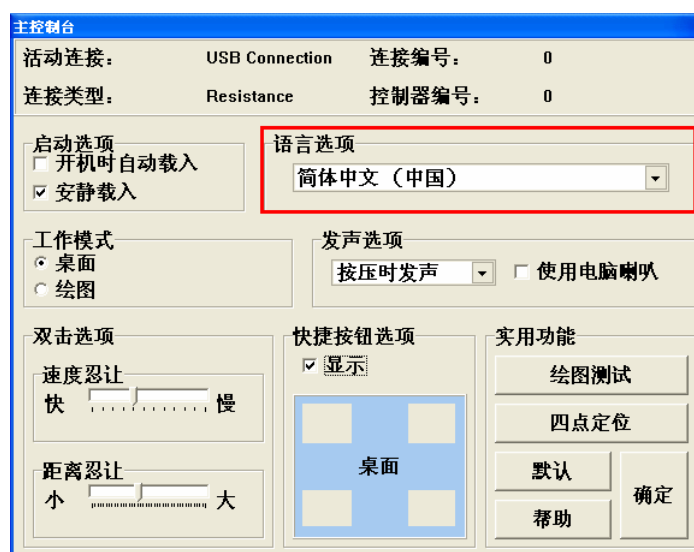 主控制台
活动连接： USB Connection 连接编号： 0
连接类型： Resistance 控制器编号： 0
启动选项
开机时自动载入
安静载入
语言选项
简体中文（中国）
工作模式
桌面
绘图
发声选项
按压时发声 使用电脑喇叭
双击选项
速度忍让
快 慢
距离忍让
小 大
快捷按钮选项
显示
桌面
实用功能
绘图测试
四点定位
默认
帮助
确定